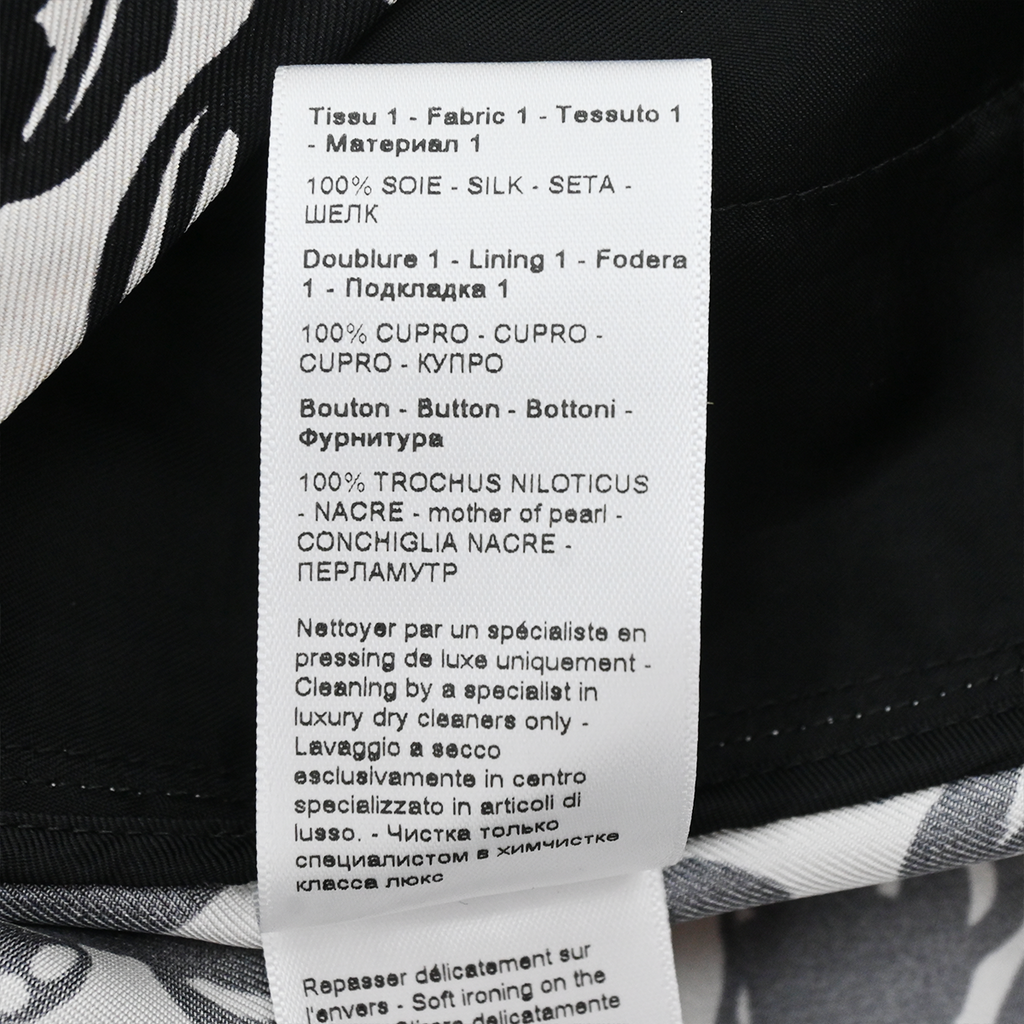 Tissu 1 - Fabric 1 - Tessuto 1
- Материал 1
100% SOIE - SILK - SETA -
ШЕЛК
Doublure 1 - Lining 1 - Fodera
1 - Подкладка 1
100% CUPRO - CUPRO -
CUPRO - КУПРО
Bouton - Button - Bottoni -
Фурнитура
100% TROCHUS NILOTICUS
- NACRE - mother of pearl -
CONCHIGLIA NACRE -
ПЕРЛАМУТР
Nettoyer par un spécialiste en
pressing de luxe uniquement -
Cleaning by a specialist in
luxury dry cleaners only -
Lavaggio a secco
esclusivamente in centro
specializzato in articoli di
lusso. - Чистка только
специалистом в химчистке
класса люкс
Repasser délicatement sur
l'envers - Soft ironing on the
delicatamente